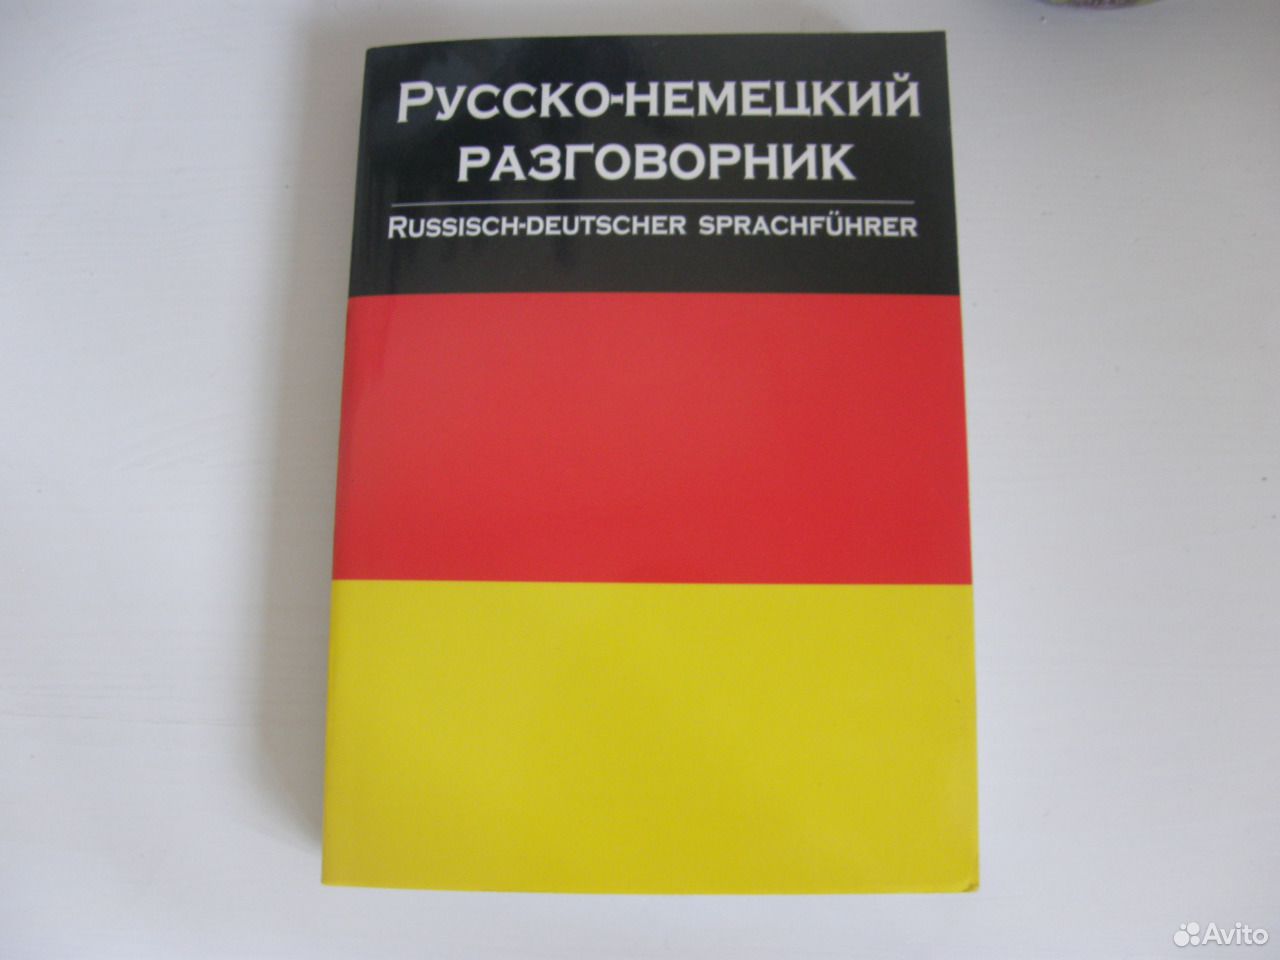 Русско-немецкий
разговорник
Russisch-deutscher sprachführer
Avito